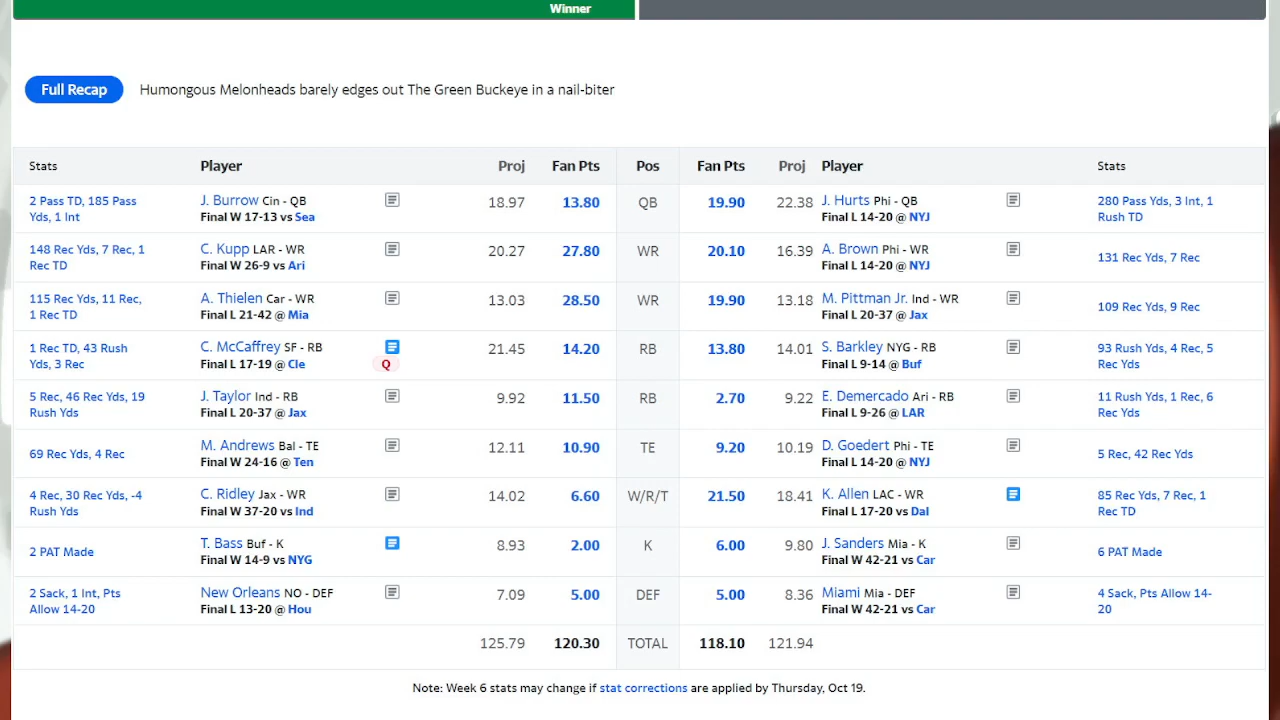 Winner
Full Recap Humongous Melonheads barely edges out The Green Buckeye in a nail-biter
Stats Player Proj Fan Pts Pos Fan Pts Proj Player Stats
2 Pass TD, 185 Pass Yds, 1 Int J. Burrow Cin - QB 18.97 13.80 QB 19.90 22.38 J. Hurts Phi - QB 280 Pass Yds, 3 Int, 1 Rush TD
Final W 17-13 vs Sea Final L 14-20 @ NYJ
148 Rec Yds, 7 Rec, 1 Rec TD C. Kupp LAR - WR 20.27 27.80 WR 20.10 16.39 A. Brown Phi - WR 131 Rec Yds, 7 Rec
Final W 26-9 vs Ari Final L 14-20 @ NYJ
115 Rec Yds, 11 Rec, 1 Rec TD A. Thielen Car - WR 13.03 28.50 WR 19.90 13.18 M. Pittman Jr. Ind - WR 109 Rec Yds, 9 Rec
Final L 21-42 @ Mia Final L 20-37 @ Jax
1 Rec TD, 43 Rush Yds, 3 Rec C. McCaffrey SF - RB 21.45 14.20 RB 13.80 14.01 S. Barkley NYG - RB 93 Rush Yds, 4 Rec, 5 Rec Yds
Final L 17-19 @ Cle Q Final L 9-14 @ Buf
5 Rec, 46 Rec Yds, 19 Rush Yds J. Taylor Ind - RB 9.92 11.50 RB 2.70 9.22 E. Demercado Ari - RB 11 Rush Yds, 1 Rec, 6 Rec Yds
Final L 20-37 @ Jax Final L 9-26 @ LAR
69 Rec Yds, 4 Rec M. Andrews Bal - TE 12.11 10.90 TE 9.20 10.19 D. Goedert Phi - TE 5 Rec, 42 Rec Yds
Final W 24-16 @ Ten Final L 14-20 @ NYJ
4 Rec, 30 Rec Yds, -4 Rush Yds C. Ridley Jax - WR 14.02 6.60 W/R/T 21.50 18.41 K. Allen LAC - WR 85 Rec Yds, 7 Rec, 1 Rec TD
Final W 37-20 vs Ind Final L 17-20 vs Dal
2 PAT Made T. Bass Buf - K 8.93 2.00 K 6.00 9.80 J. Sanders Mia - K 6 PAT Made
Final W 14-9 vs NYG Final W 42-21 vs Car
2 Sack, 1 Int, Pts Allow 14-20 New Orleans NO - DEF 7.09 5.00 DEF 5.00 8.36 Miami Mia - DEF 4 Sack, Pts Allow 14-20
Final L 13-20 @ Hou Final W 42-21 vs Car
125.79 120.30 TOTAL 118.10 121.94
Note: Week 6 stats may change if stat corrections are applied by Thursday, Oct 19.